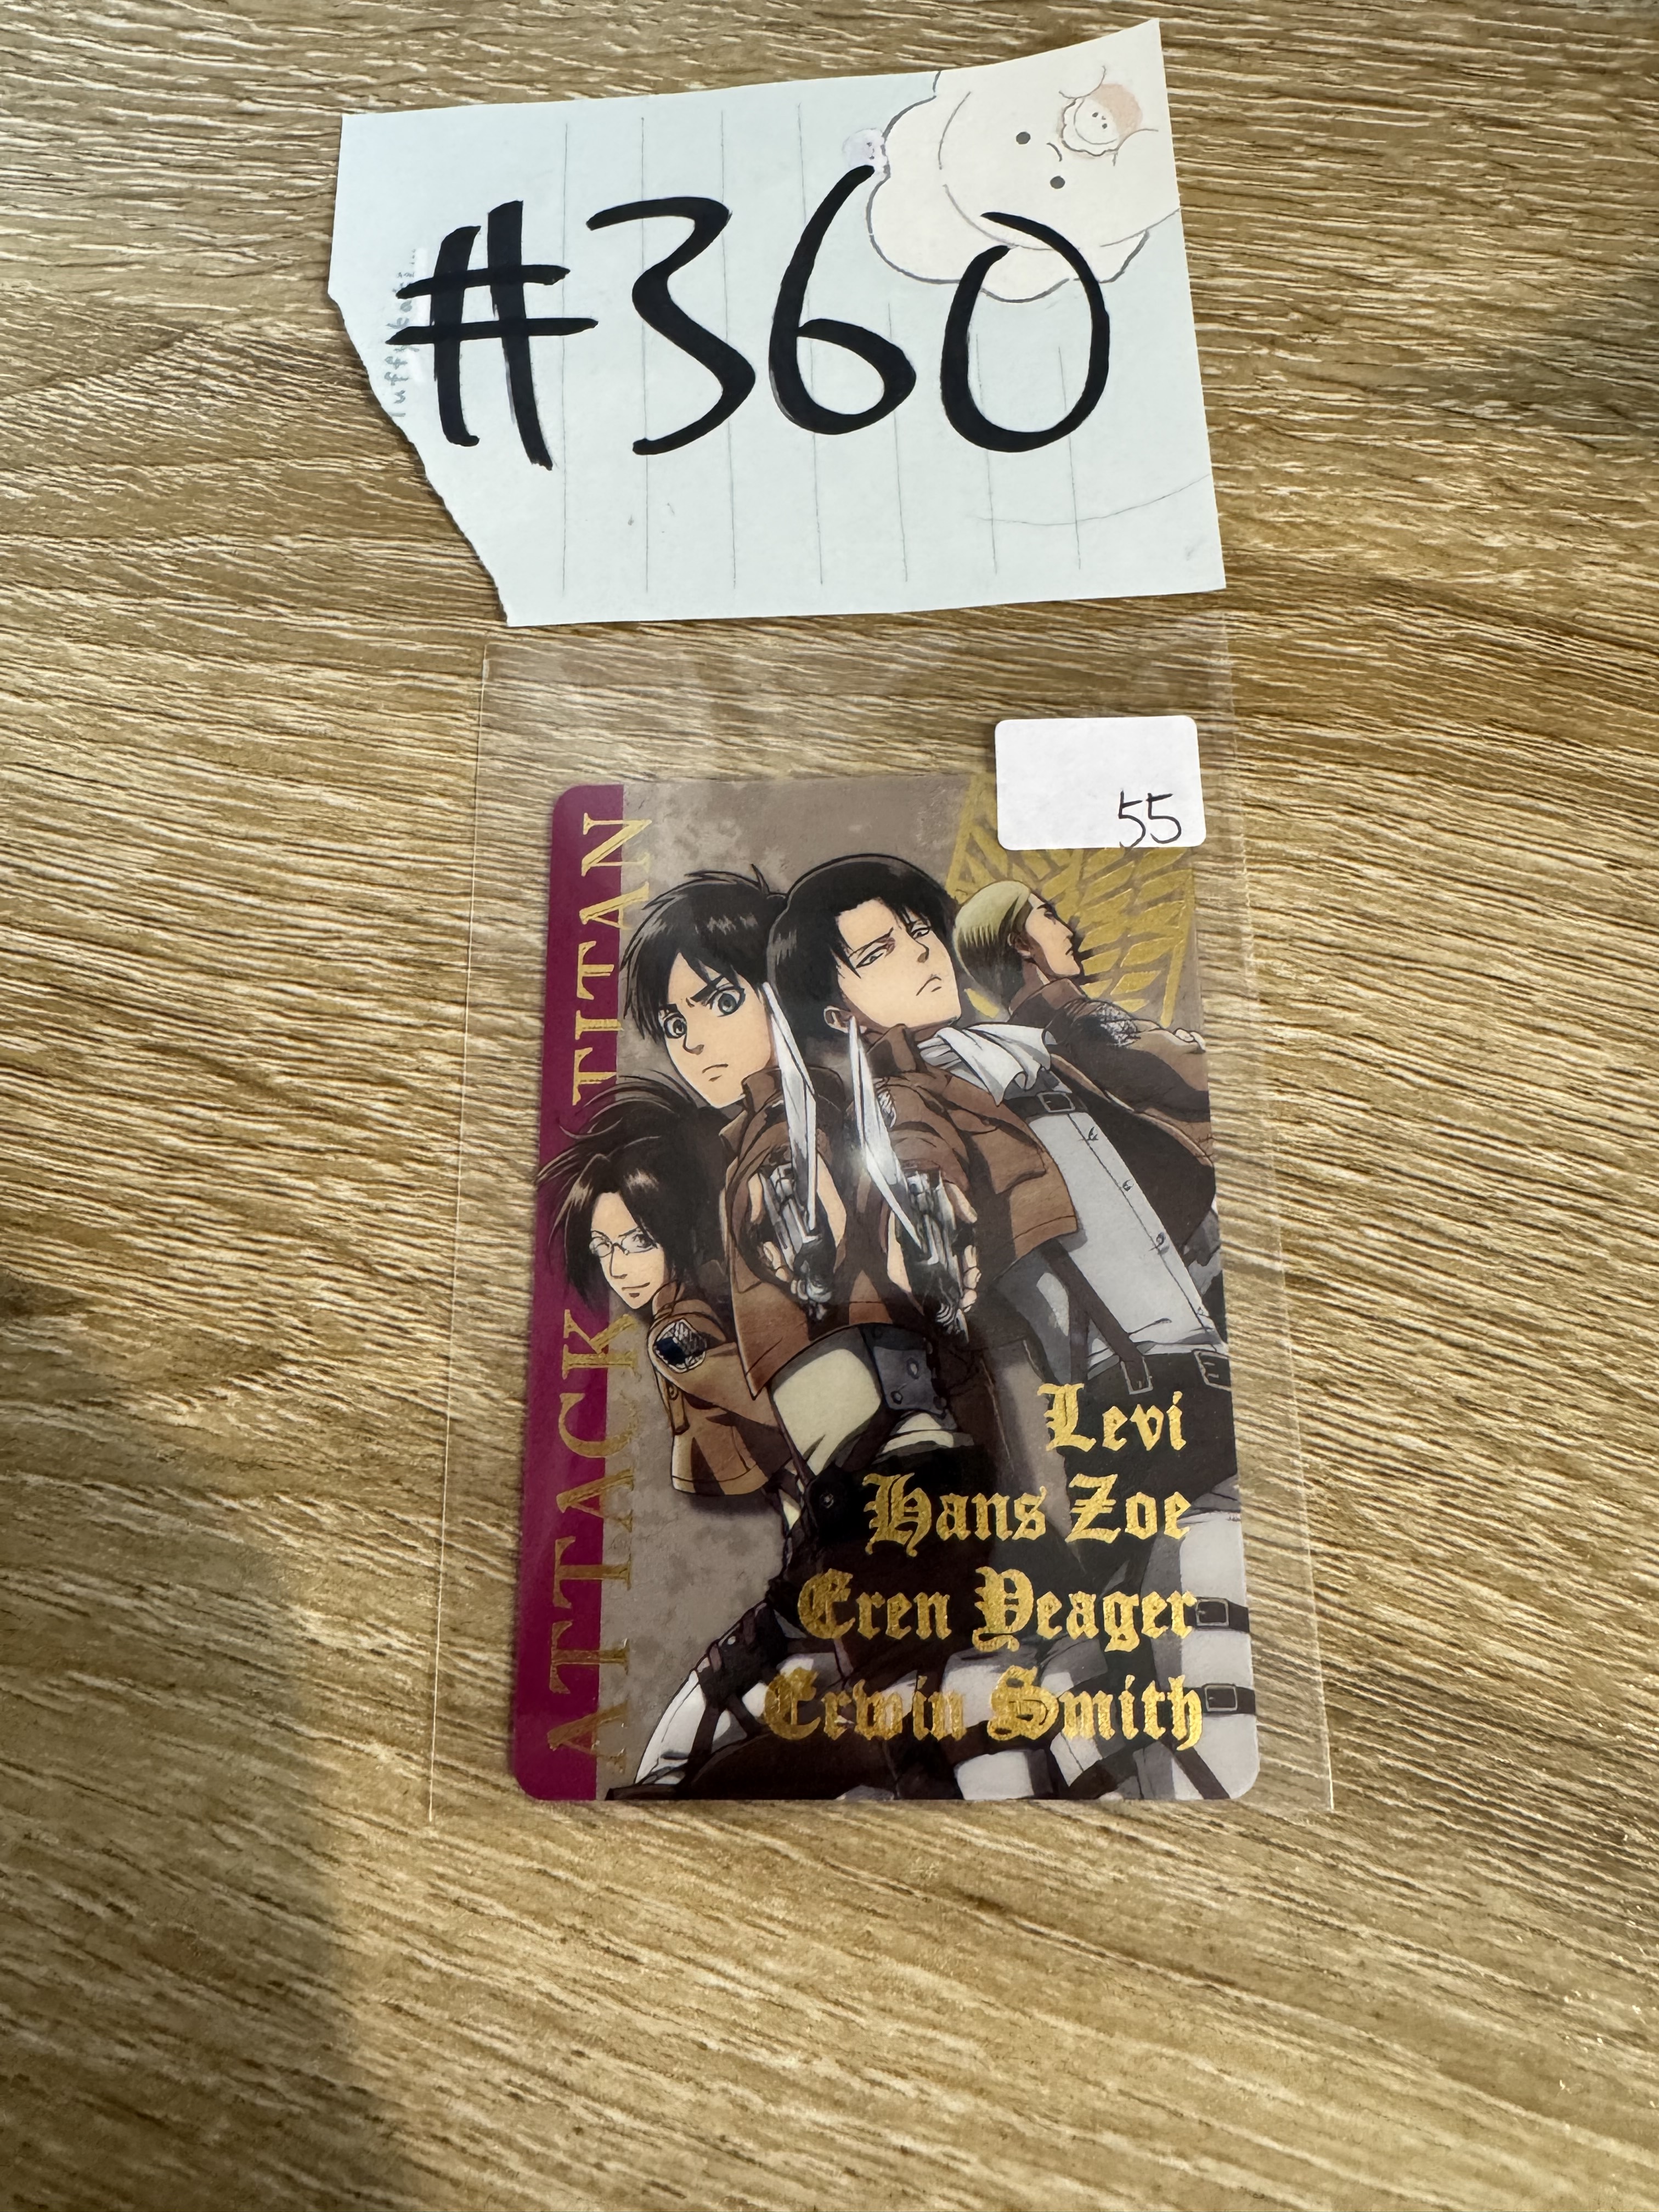 #360
55
ATTACK TITAN
Levi
Hans Zoe
Eren Yeager
Erwin Smith